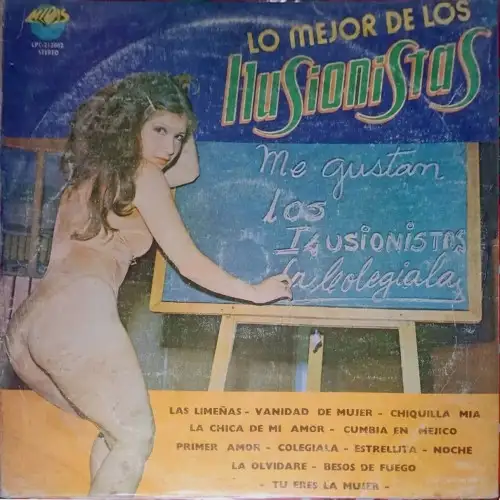 LO MEJOR DE LOS
IluSioniStaS
STEREO
Me gustan
los
ILUSIONISTAS
LAS LIMEÑAS - VANIDAD DE MUJER - CHIQUILLA MIA
LA CHICA DE MI AMOR - CUMBIA EN MEJICO
PRIMER AMOR - COLEGIALA - ESTRELLITA - NOCHE
LA OLVIDARE - BESOS DE FUEGO
- TU ERES LA MUJER -